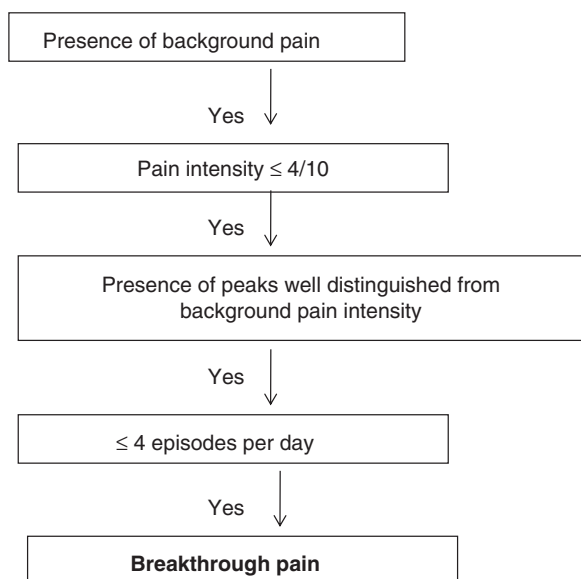 Presence of background pain
Yes
Pain intensity ≤ 4/10
Yes
Presence of peaks well distinguished from
background pain intensity
Yes
≤ 4 episodes per day
Yes
Breakthrough pain